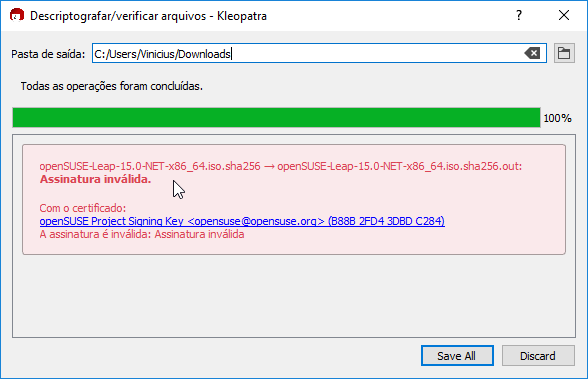 Descriptografar/verificar arquivos - Kleopatra
Pasta de saída: C:/Users/Vinicius/Downloads
Todas as operações foram concluídas.
100%
openSUSE-Leap-15.0-NET-x86_64.iso.sha256 → openSUSE-Leap-15.0-NET-x86_64.iso.sha256.out:
Assinatura inválida.
Com o certificado:
openSUSE Project Signing Key <opensuse@opensuse.org> (B88B 2FD4 3DBD C284)
A assinatura é inválida: Assinatura inválida
Save All Discard